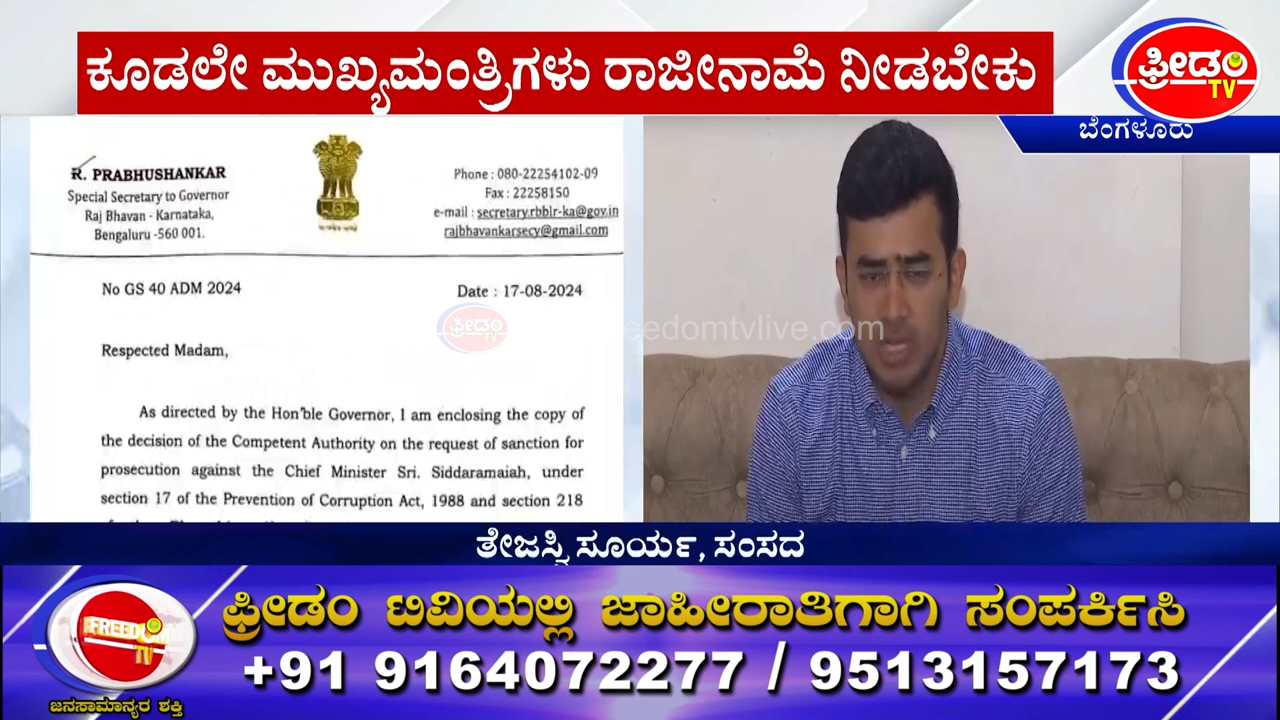 ಕೂಡಲೇ ಮುಖ್ಯಮಂತ್ರಿಗಳು ರಾಜೀನಾಮೆ ನೀಡಬೇಕು
ಫ್ರೀಡಂ
TV
ಬೆಂಗಳೂರು
R. PRABHUSHANKAR
Special Secretary to Governor
Raj Bhavan - Karnataka,
Bengaluru -560 001.
Phone : 080-22254102-09
Fax : 22258150
e-mail : secretary.rbblr-ka@gov.in
rajbhavankarsecy@gmail.com
No GS 40 ADM 2024
Date : 17-08-2024
ಫ್ರೀಡಂ
TV
freedomtvlive.com
Respected Madam,
As directed by the Hon'ble Governor, I am enclosing the copy of
the decision of the Competent Authority on the request of sanction for
prosecution against the Chief Minister Sri. Siddaramaiah, under
section 17 of the Prevention of Corruption Act, 1988 and section 218
ತೇಜಸ್ವಿ ಸೂರ್ಯ, ಸಂಸದ
FREEDOM
TV
ಜನಸಾಮಾನ್ಯರ ಶಕ್ತಿ
ಫ್ರೀಡಂ ಟಿವಿಯಲ್ಲಿ ಜಾಹೀರಾತಿಗಾಗಿ ಸಂಪರ್ಕಿಸಿ
+91 9164072277 / 9513157173